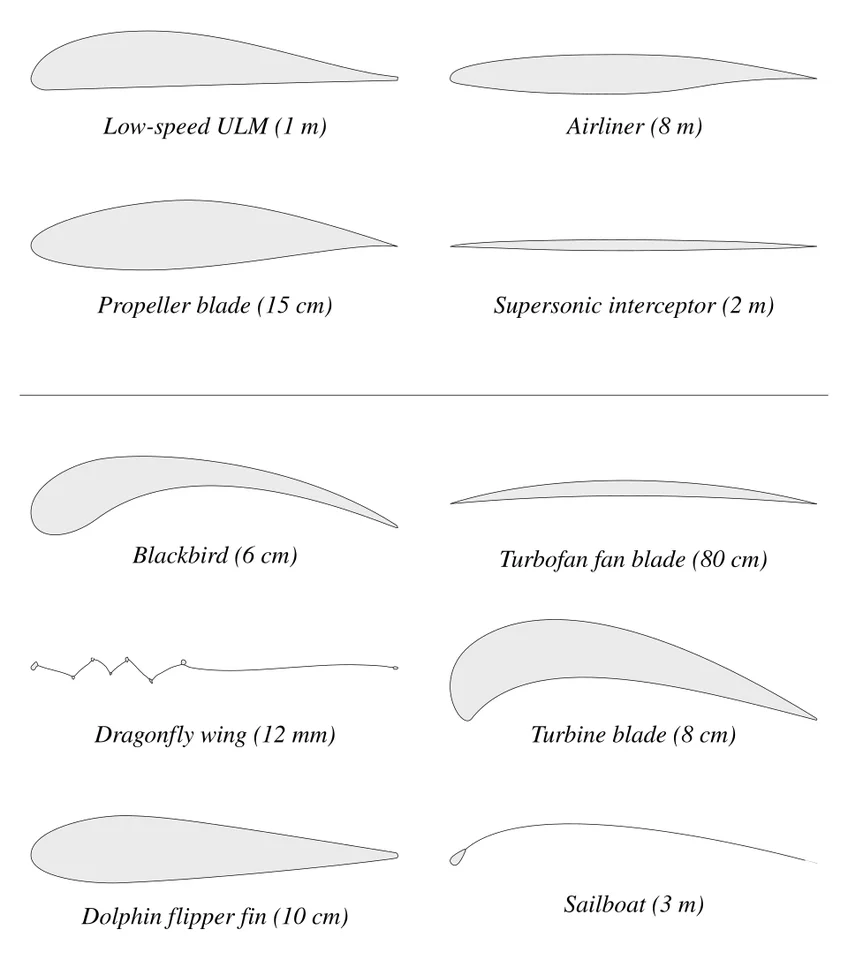 Low-speed ULM (1 m)
Airliner (8 m)
Propeller blade (15 cm)
Supersonic interceptor (2 m)
Blackbird (6 cm)
Turbofan fan blade (80 cm)
Dragonfly wing (12 mm)
Turbine blade (8 cm)
Dolphin flipper fin (10 cm)
Sailboat (3 m)